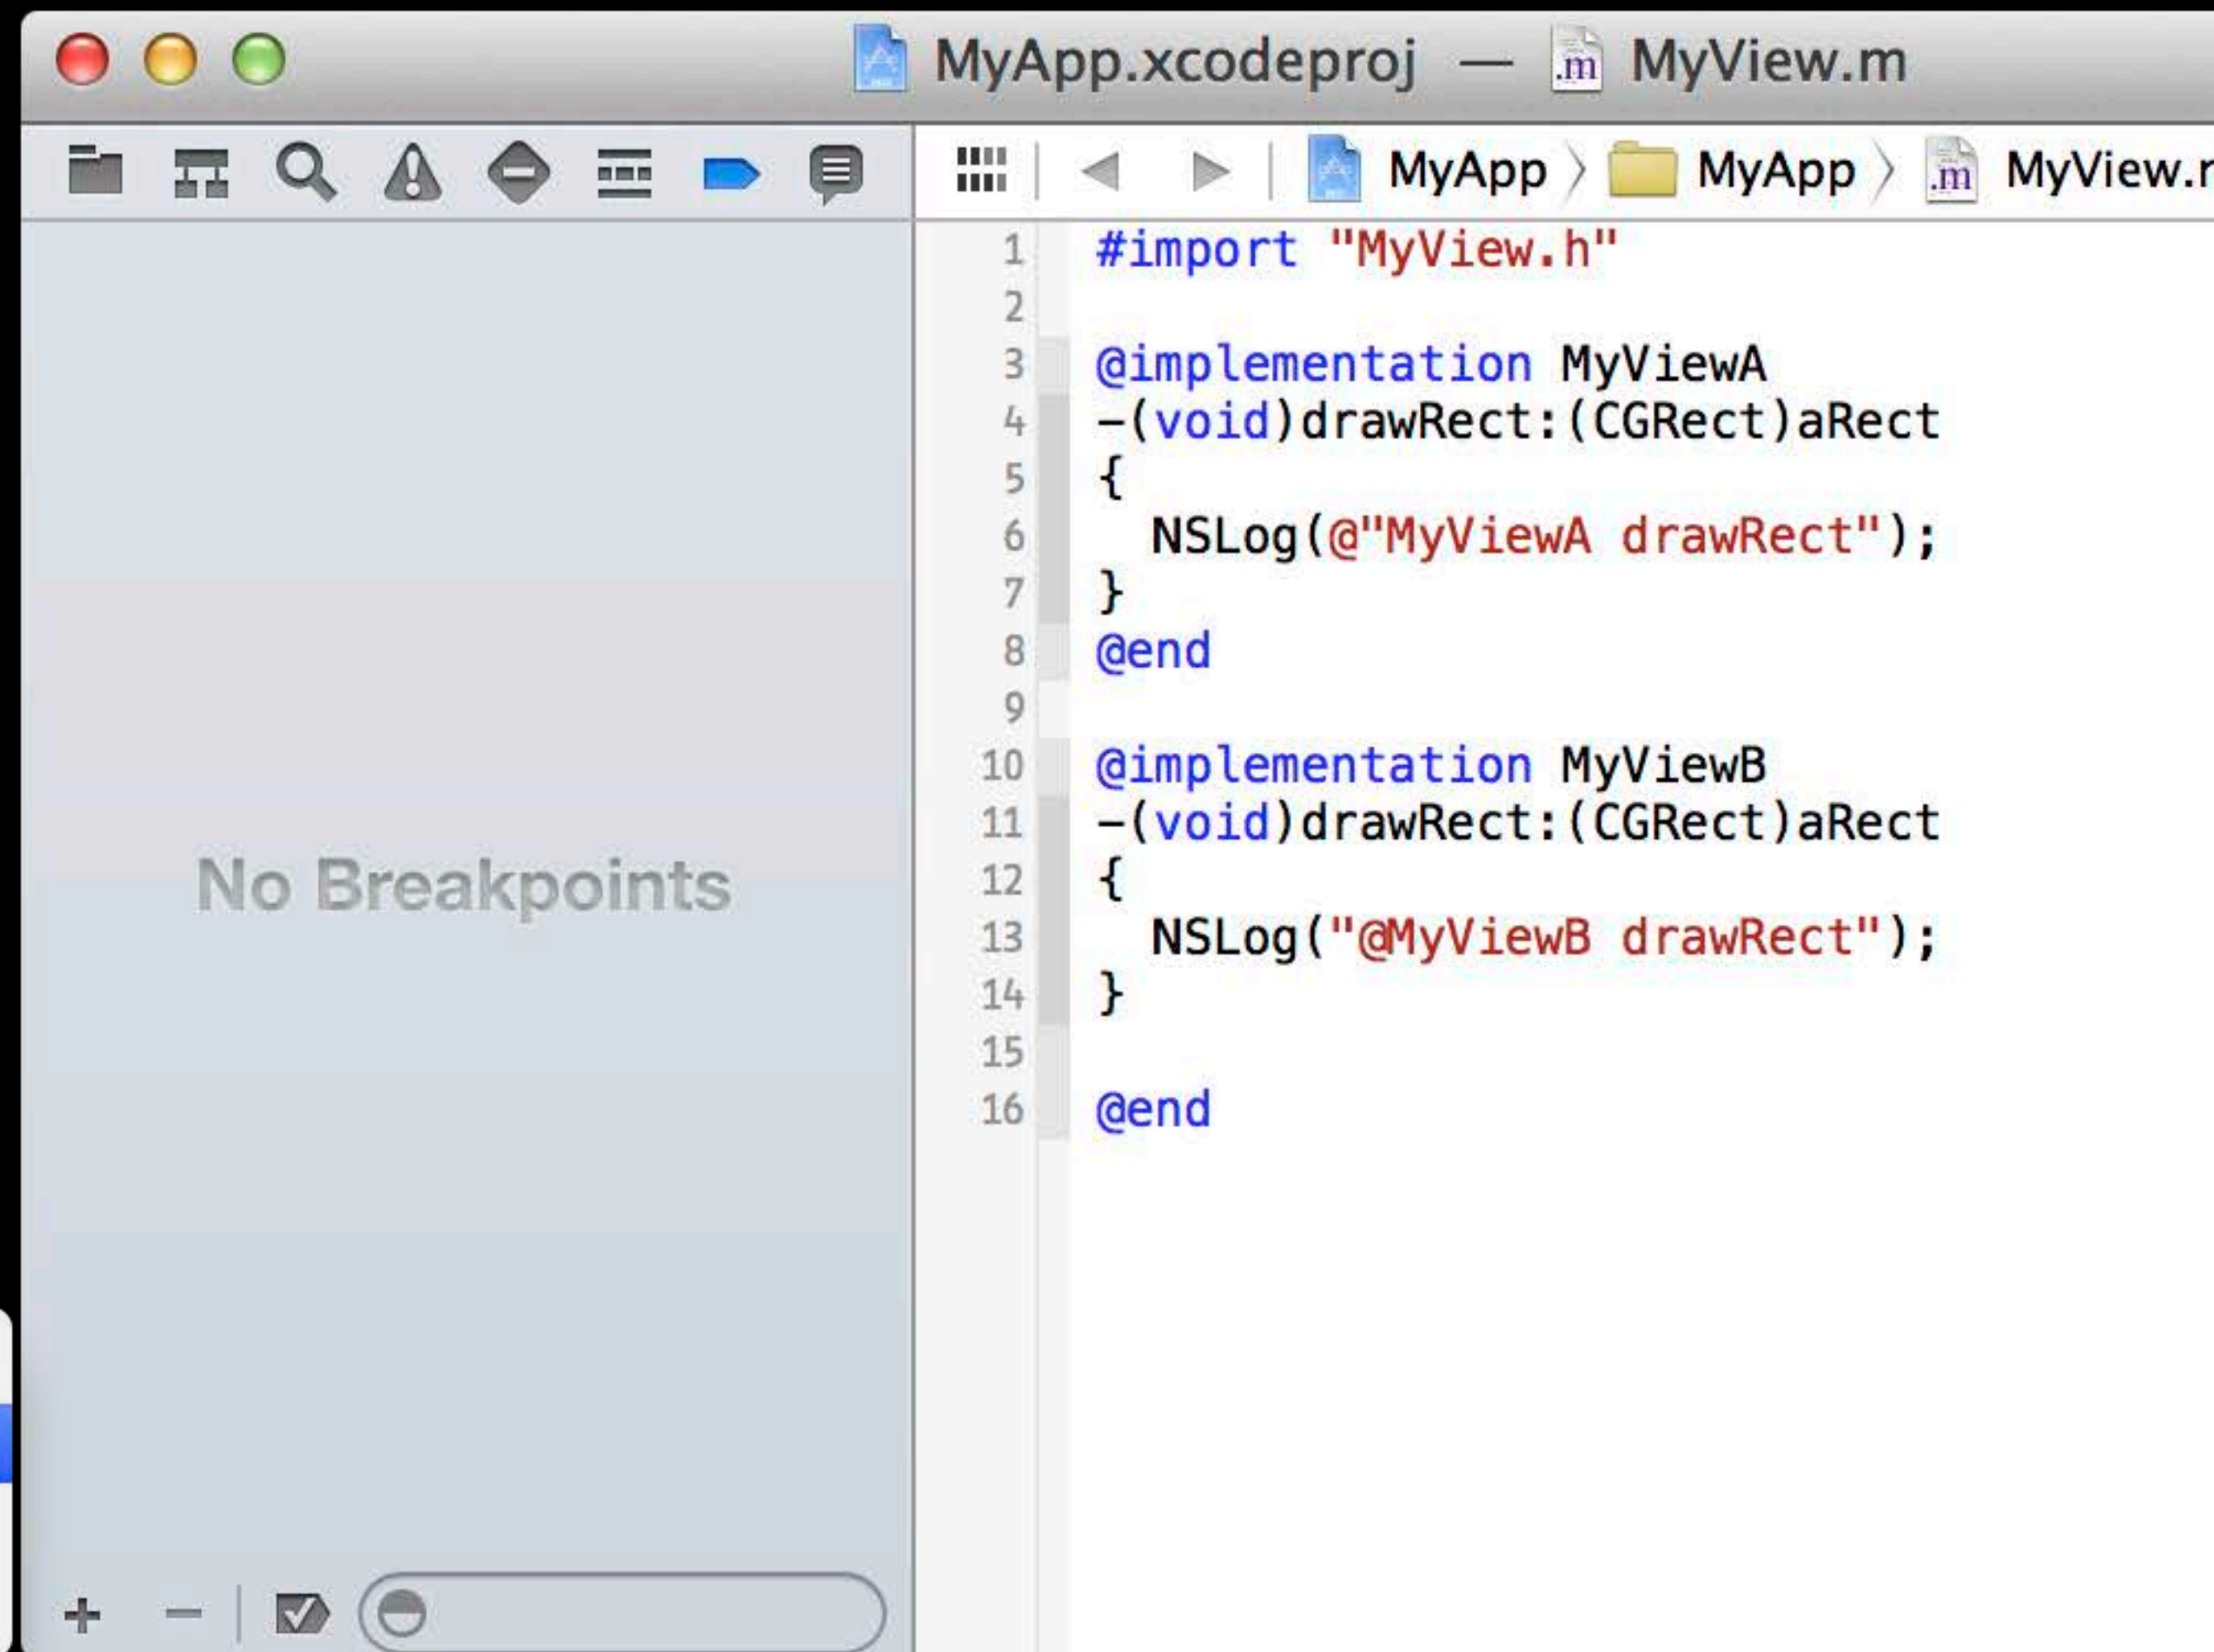 MyApp.xcodeproj — MyView.m
MyApp MyApp MyView.
1 #import "MyView.h"
2
3 @implementation MyViewA
4 -(void)drawRect:(CGRect)aRect
5 {
6 NSLog(@"MyViewA drawRect");
7 }
8 @end
9
10 @implementation MyViewB
11 -(void)drawRect:(CGRect)aRect
12 {
13 NSLog("@MyViewB drawRect");
14 }
15
16 @end
No Breakpoints